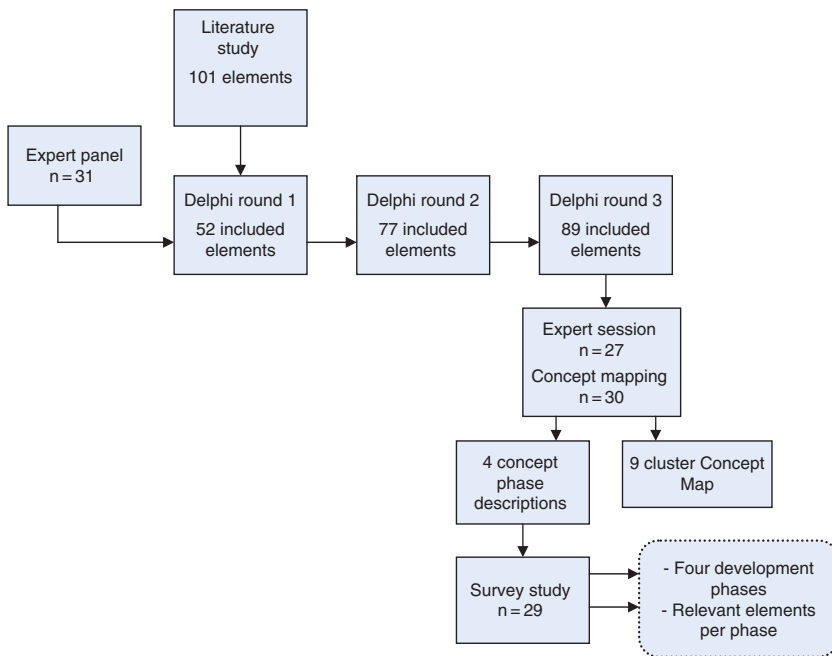 Literature
study
101 elements
Expert panel
n = 31
Delphi round 1
52 included
elements
Delphi round 2
77 included
elements
Delphi round 3
89 included
elements
Expert session
n = 27
Concept mapping
n = 30
4 concept
phase
descriptions
9 cluster Concept
Map
Survey study
n = 29
- Four development
phases
- Relevant elements
per phase